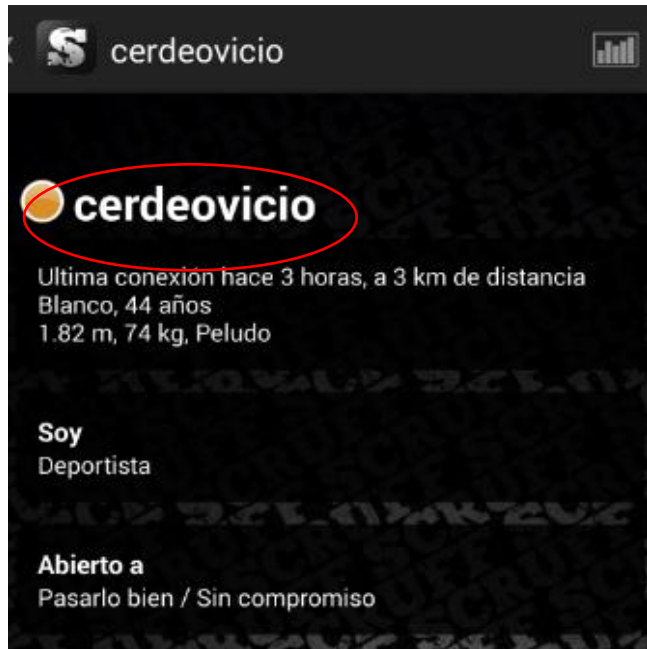 cerdeovicio
cerdeovicio
Ultima conexión hace 3 horas, a 3 km de distancia
Blanco, 44 años
1.82 m, 74 kg, Peludo
Soy
Deportista
Abierto a
Pasarlo bien / Sin compromiso